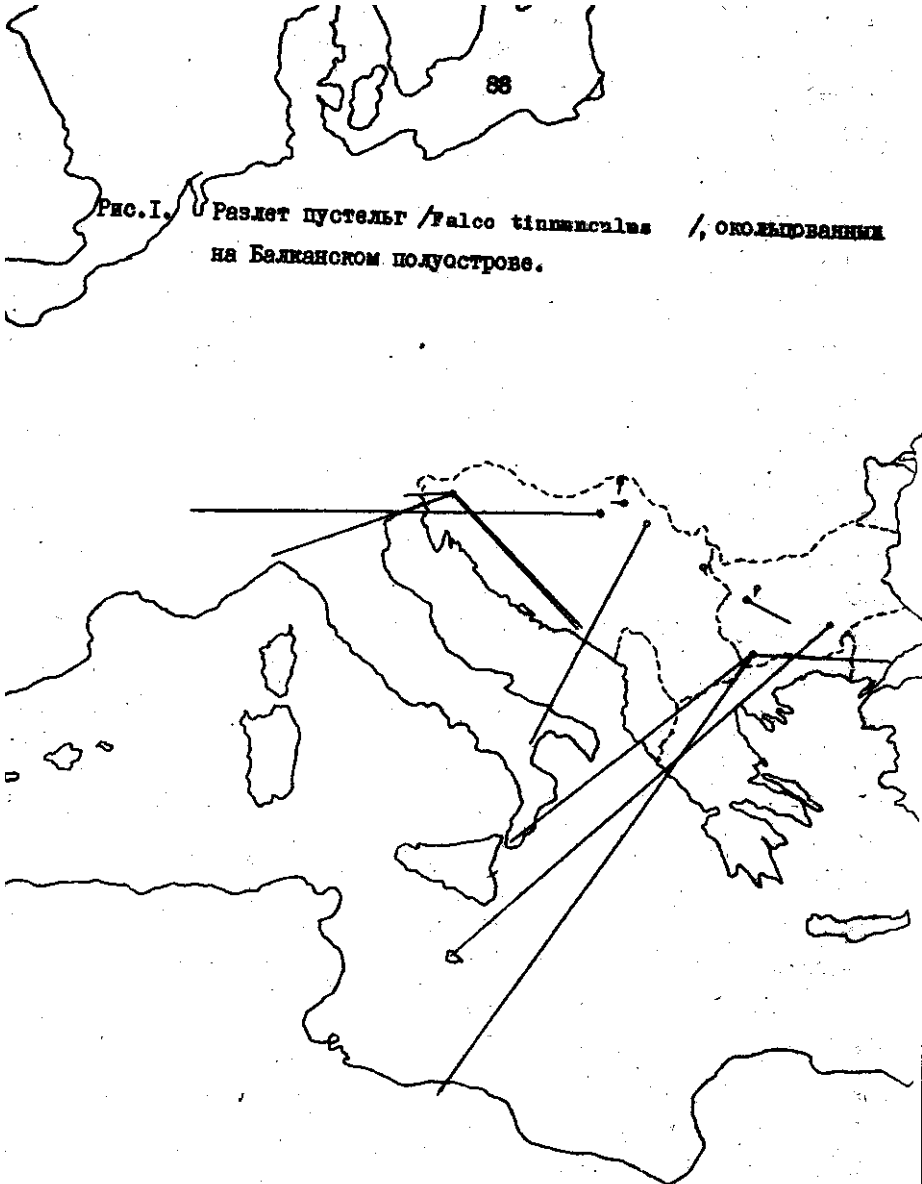 88
Рис.I. Разлет пустельг /Falco tinnunculus /, окольцованных
на Балканском полуострове.